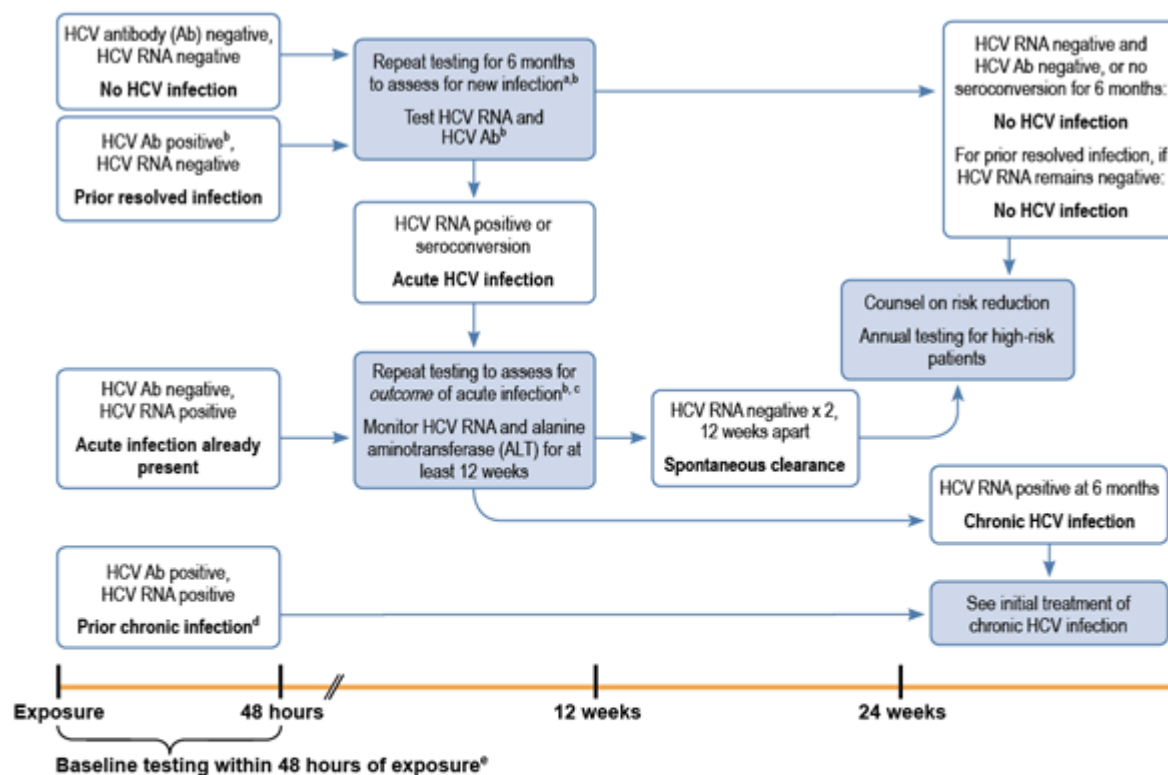 HCV antibody (Ab) negative,
HCV RNA negative
No HCV infection
HCV Ab positiveᵇ,
HCV RNA negative
Prior resolved infection
Repeat testing for 6 months
to assess for new infectionᵃ,ᵇ
Test HCV RNA and
HCV Abᵇ
HCV RNA negative and
HCV Ab negative, or no
seroconversion for 6 months:
No HCV infection
For prior resolved infection, if
HCV RNA remains negative:
No HCV infection
HCV RNA positive or
seroconversion
Acute HCV infection
Counsel on risk reduction
Annual testing for high-risk
patients
HCV Ab negative,
HCV RNA positive
Acute infection already
present
Repeat testing to assess for
outcome of acute infectionᵇ,ᶜ
Monitor HCV RNA and alanine
aminotransferase (ALT) for at
least 12 weeks
HCV RNA negative x 2,
12 weeks apart
Spontaneous clearance
HCV RNA positive at 6 months
Chronic HCV infection
HCV Ab positive,
HCV RNA positive
Prior chronic infectionᵈ
See initial treatment of
chronic HCV infection
Exposure
48 hours
12 weeks
24 weeks
Baseline testing within 48 hours of exposureᵉ